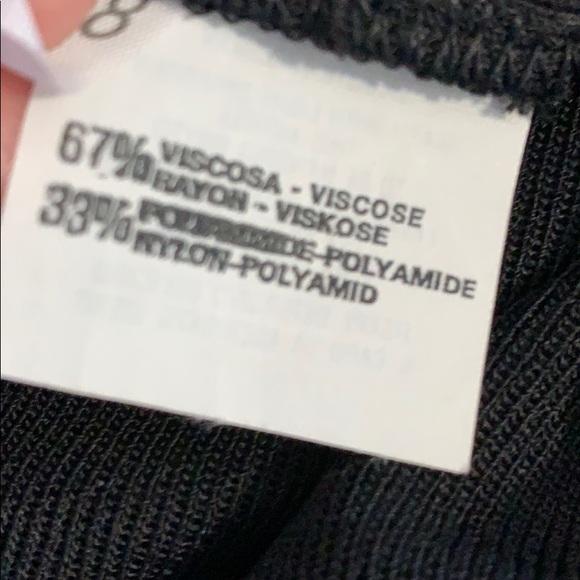 67% VISCOSA - VISCOSE
RAYON - VISKOSE
33% POLYAMIDE
NYLON-POLYAMID